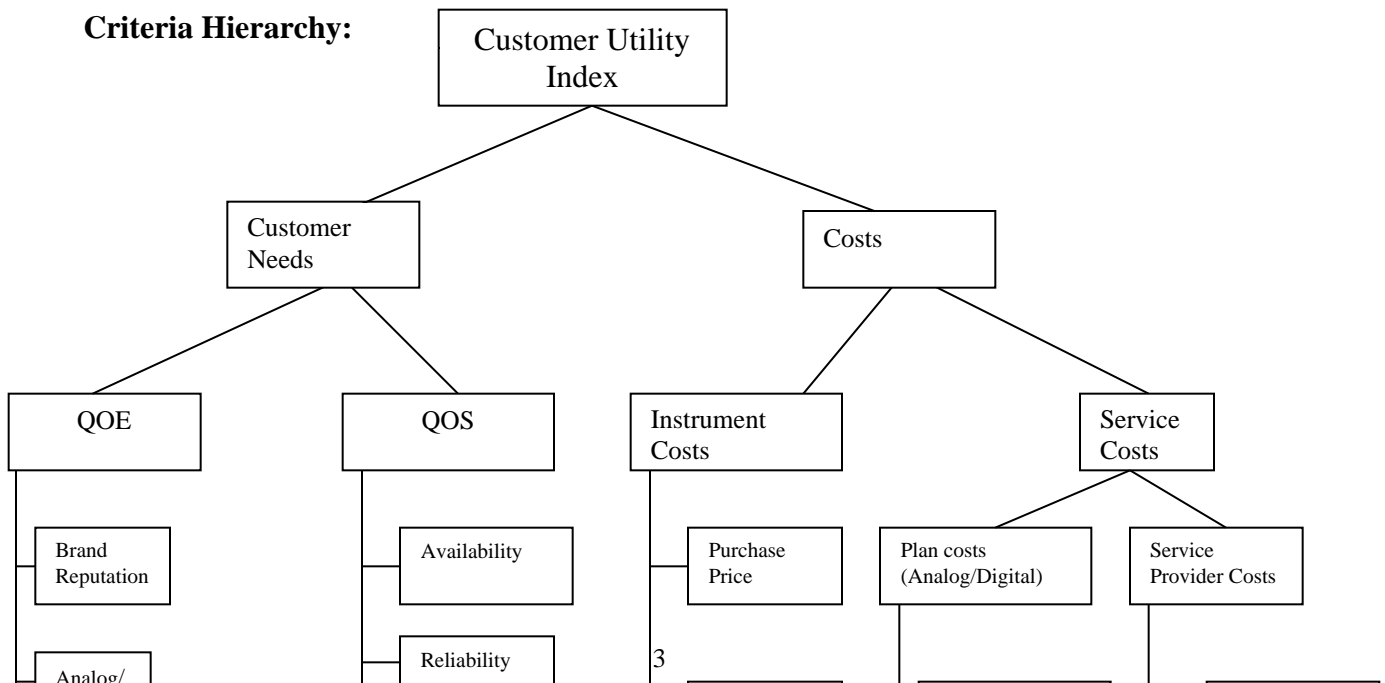 Criteria Hierarchy:
Customer Utility
Index
Customer
Needs
Costs
QOE
QOS
Instrument
Costs
Service
Costs
Brand
Reputation
Availability
Purchase
Price
Plan costs
(Analog/Digital)
Service
Provider Costs
Reliability
3
Analog/